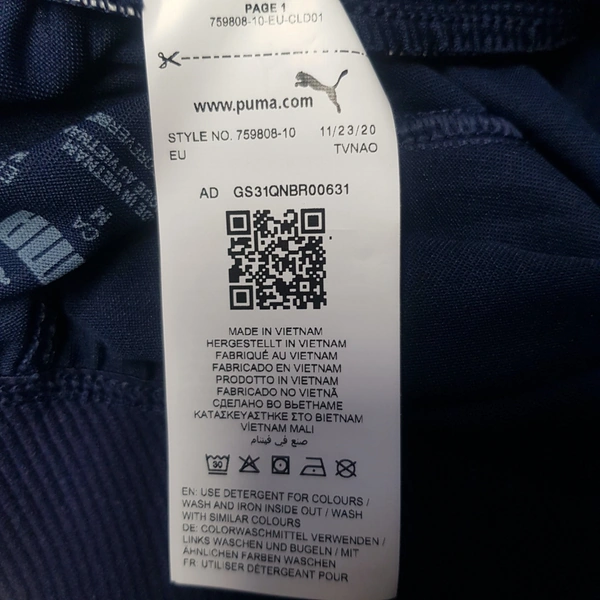 PAGE 1
759808-10-EU-CLD01
www.puma.com
STYLE NO. 759808-10 11/23/20
EU TVNAO
AD GS31QNBR00631
MADE IN VIETNAM
HERGESTELLT IN VIETNAM
FABRIQUÉ AU VIETNAM
FABRICADO EN VIETNAM
PRODOTTO IN VIETNAM
FABRICADO NO VIETNÃ
СДЕЛАНО ВО ВЬЕТНАМЕ
ΚΑΤΑΣΚΕΥΑΣΤΗΚΕ ΣΤΟ ΒΙΕΤΝΑΜ
VİETNAM MALI
صنع في فيتنام
30
EN: USE DETERGENT FOR COLOURS /
WASH AND IRON INSIDE OUT / WASH
WITH SIMILAR COLOURS
DE: COLORWASCHMITTEL VERWENDEN /
LINKS WASCHEN UND BUGELN / MIT
ÄHNLICHEN FARBEN WASCHEN
FR: UTILISER DÉTERGENT POUR
CA
M